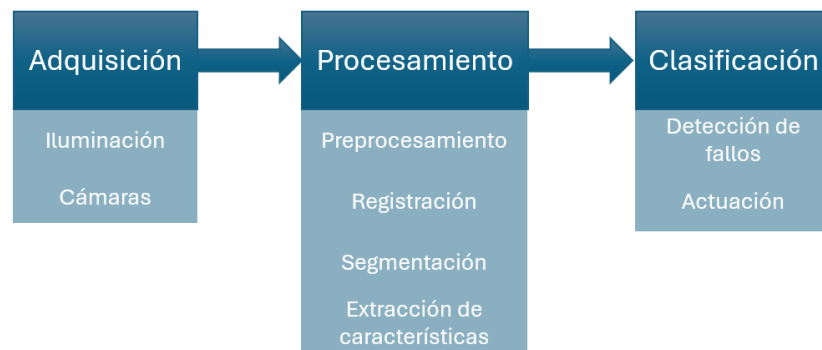 Adquisición
Iluminación
Cámaras
Procesamiento
Preprocesamiento
Registración
Segmentación
Extracción de
características
Clasificación
Detección de
fallos
Actuación